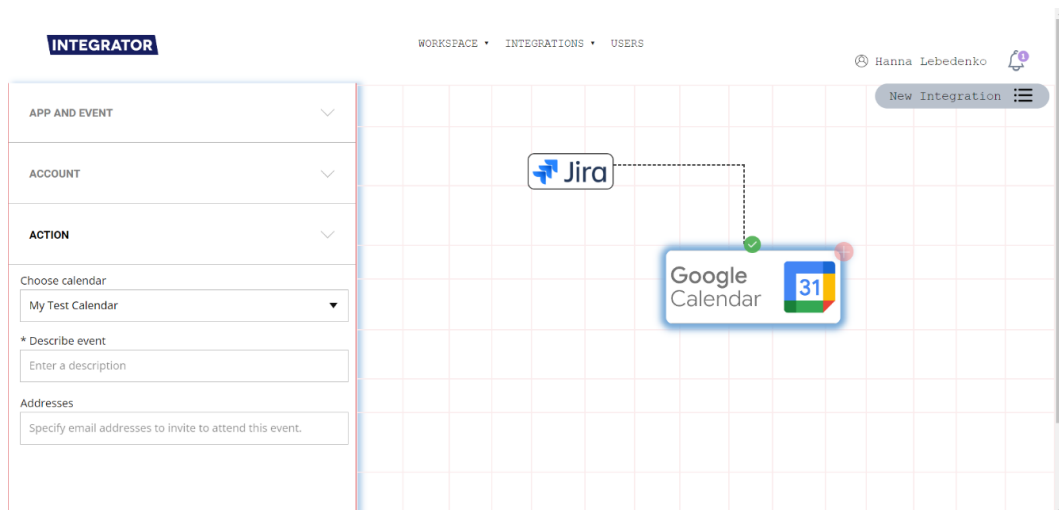 INTEGRATOR
WORKSPACE • INTEGRATIONS • USERS
Hanna Lebedenko
1
New Integration
APP AND EVENT
ACCOUNT
ACTION
Choose calendar
My Test Calendar
* Describe event
Enter a description
Addresses
Specify email addresses to invite to attend this event.
Jira
Google
Calendar
31